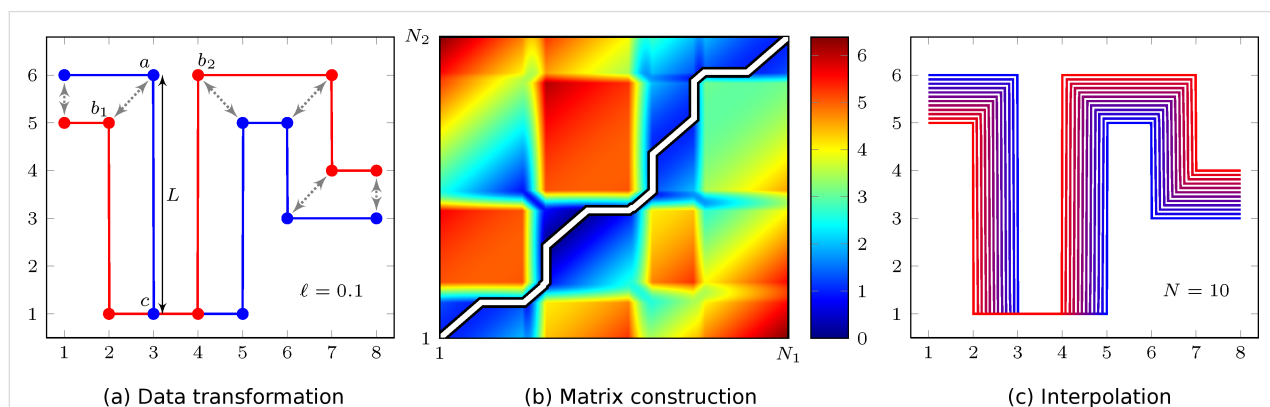 6
5
4
3
2
1
1 2 3 4 5 6 7 8
a
b₁
b₂
c
L
ℓ = 0.1
(a) Data transformation
N₂
1
1
N₁
6
5
4
3
2
1
0
(b) Matrix construction
6
5
4
3
2
1
1 2 3 4 5 6 7 8
N = 10
(c) Interpolation